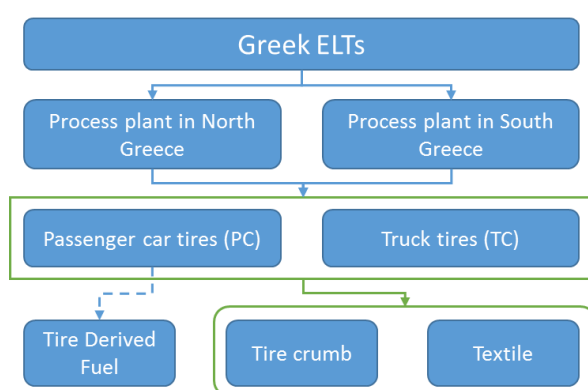 Greek ELTs
Process plant in North
Greece
Process plant in South
Greece
Passenger car tires (PC)
Truck tires (TC)
Tire Derived
Fuel
Tire crumb
Textile